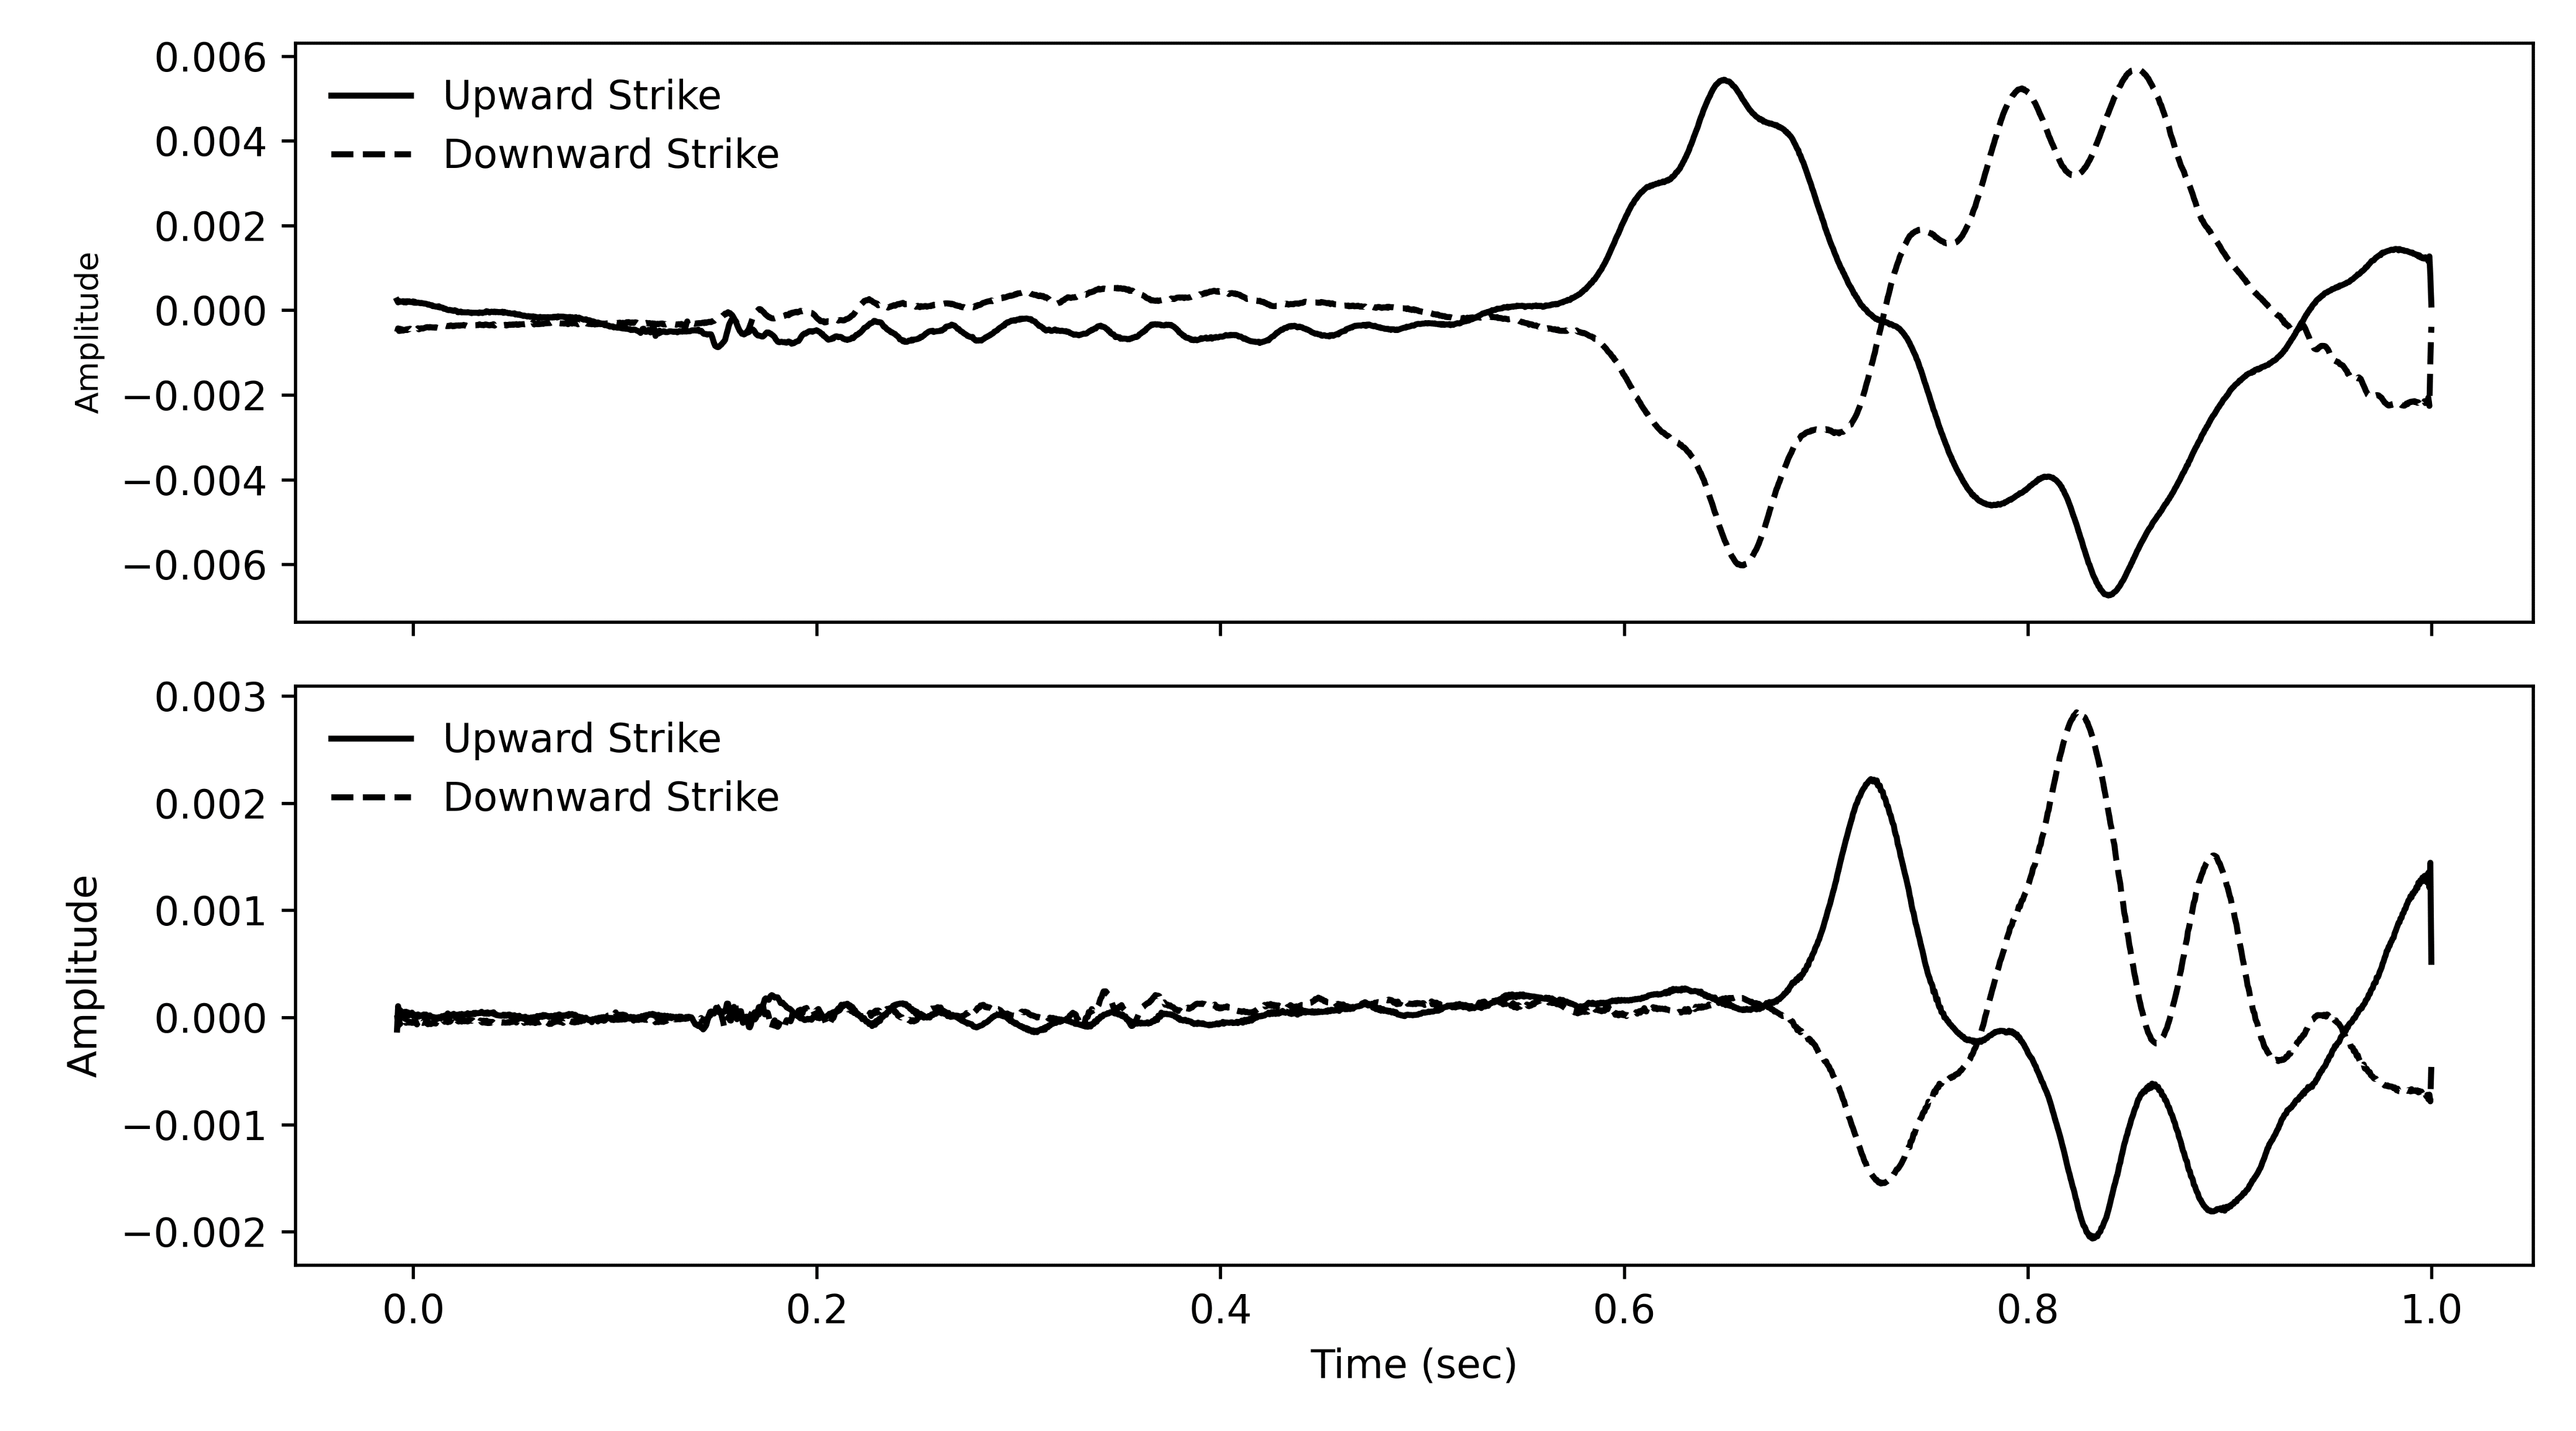 0.006
0.004
0.002
0.000
−0.002
−0.004
−0.006
Amplitude
Upward Strike
Downward Strike
0.003
0.002
0.001
0.000
−0.001
−0.002
Amplitude
Upward Strike
Downward Strike
0.0 0.2 0.4 0.6 0.8 1.0
Time (sec)